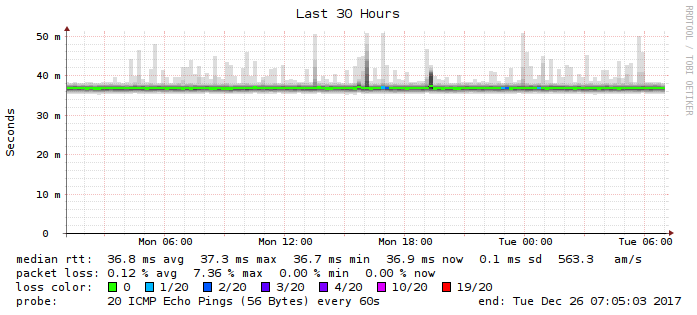 Last 30 Hours
RRDTOOL / TOBI OETIKER
Seconds
50 m
40 m
30 m
20 m
10 m
0
Mon 06:00 Mon 12:00 Mon 18:00 Tue 00:00 Tue 06:00
median rtt: 36.8 ms avg 37.3 ms max 36.7 ms min 36.9 ms now 0.1 ms sd 563.3 am/s
packet loss: 0.12 % avg 7.36 % max 0.00 % min 0.00 % now
loss color: 0 1/20 2/20 3/20 4/20 10/20 19/20
probe: 20 ICMP Echo Pings (56 Bytes) every 60s end: Tue Dec 26 07:05:03 2017